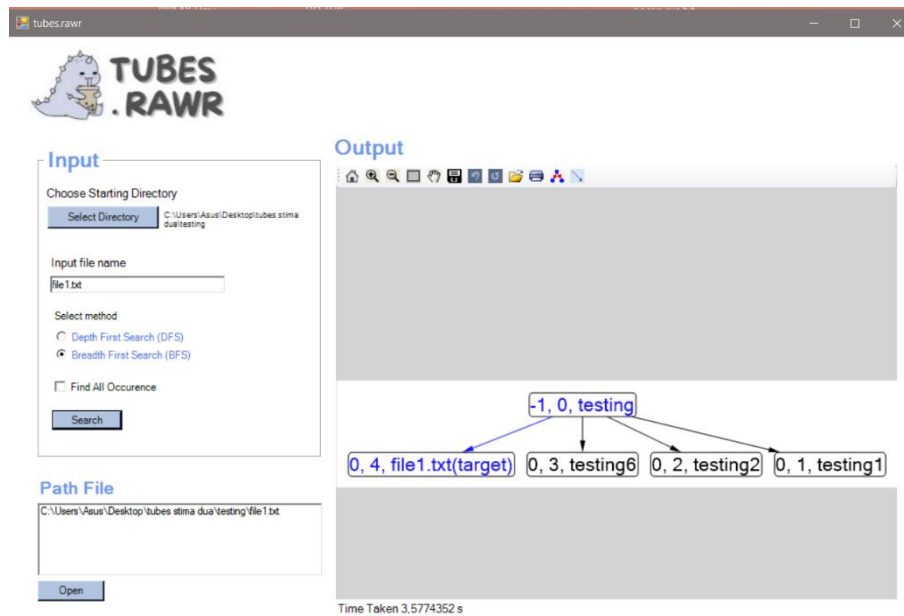 tubes.rawr
TUBES
.RAWR
Input
Choose Starting Directory
Select Directory
C:\Users\Asus\Desktop\tubes stima
dua\testing
Input file name
file1.txt
Select method
Depth First Search (DFS)
Breadth First Search (BFS)
Find All Occurence
Search
Path File
C:\Users\Asus\Desktop\tubes stima dua\testing\file1.txt
Open
Output
-1, 0, testing
0, 4, file1.txt(target)
0, 3, testing6
0, 2, testing2
0, 1, testing1
Time Taken 3,5774352 s